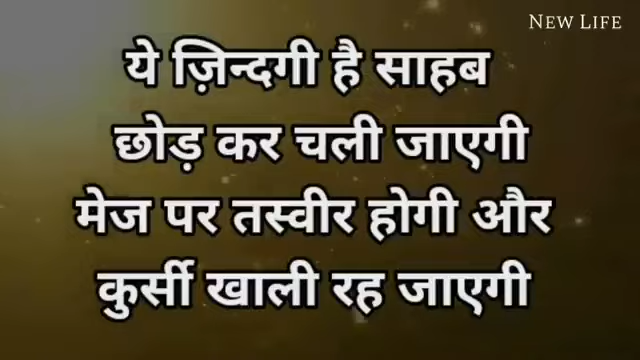 NEW LIFE
ये ज़िन्दगी है साहब
छोड़ कर चली जाएगी
मेज पर तस्वीर होगी और
कुर्सी खाली रह जाएगी